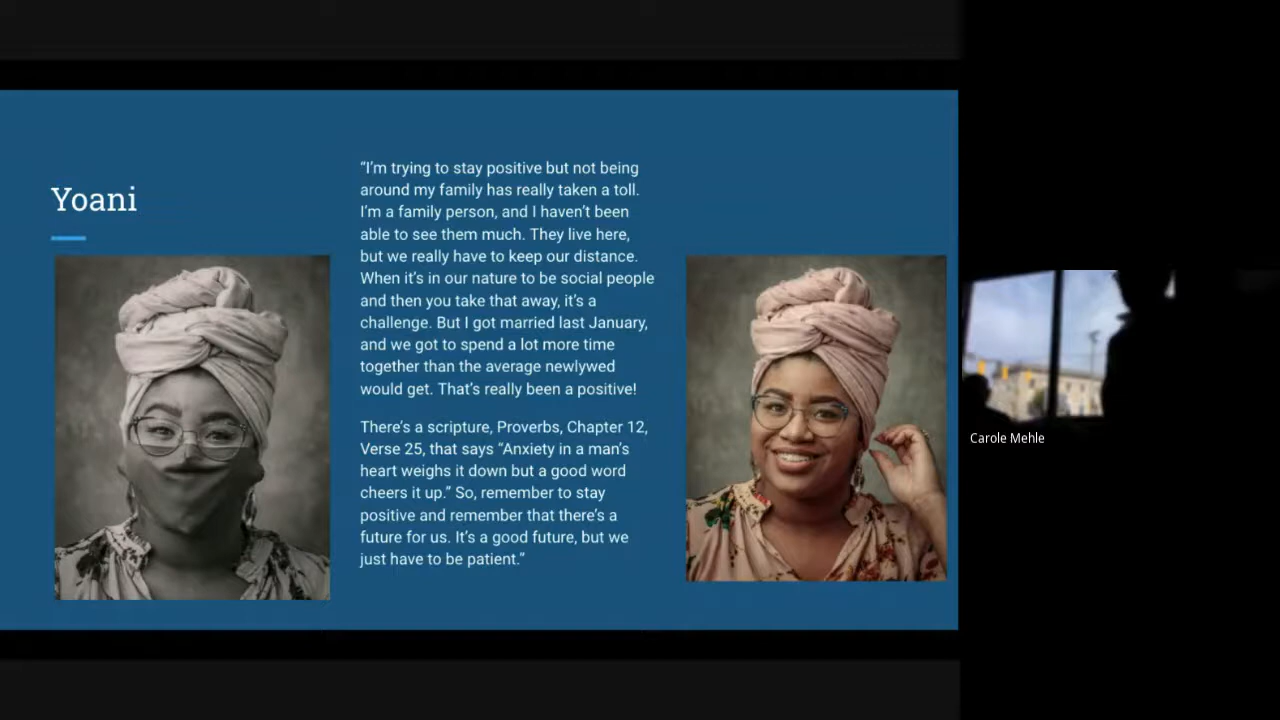 Yoani
“I’m trying to stay positive but not being
around my family has really taken a toll.
I’m a family person, and I haven’t been
able to see them much. They live here,
but we really have to keep our distance.
When it’s in our nature to be social people
and then you take that away, it’s a
challenge. But I got married last January,
and we got to spend a lot more time
together than the average newlywed
would get. That’s really been a positive!
There’s a scripture, Proverbs, Chapter 12,
Verse 25, that says “Anxiety in a man’s
heart weighs it down but a good word
cheers it up.” So, remember to stay
positive and remember that there’s a
future for us. It’s a good future, but we
just have to be patient.”
Carole Mehle